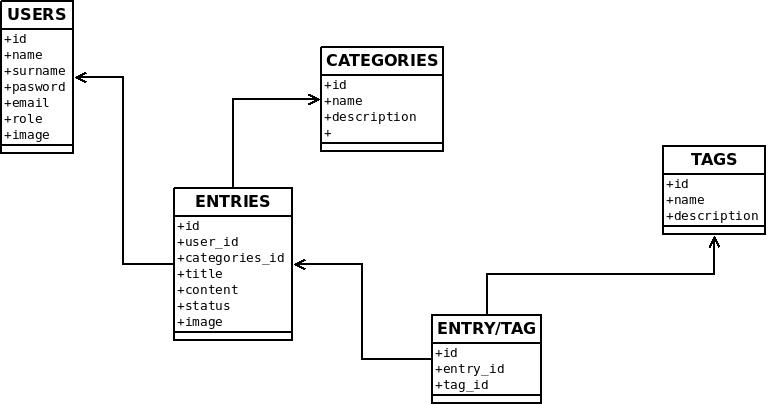 USERS
+id
+name
+surname
+pasword
+email
+role
+image
CATEGORIES
+id
+name
+description
+
TAGS
+id
+name
+description
ENTRIES
+id
+user_id
+categories_id
+title
+content
+status
+image
ENTRY/TAG
+id
+entry_id
+tag_id